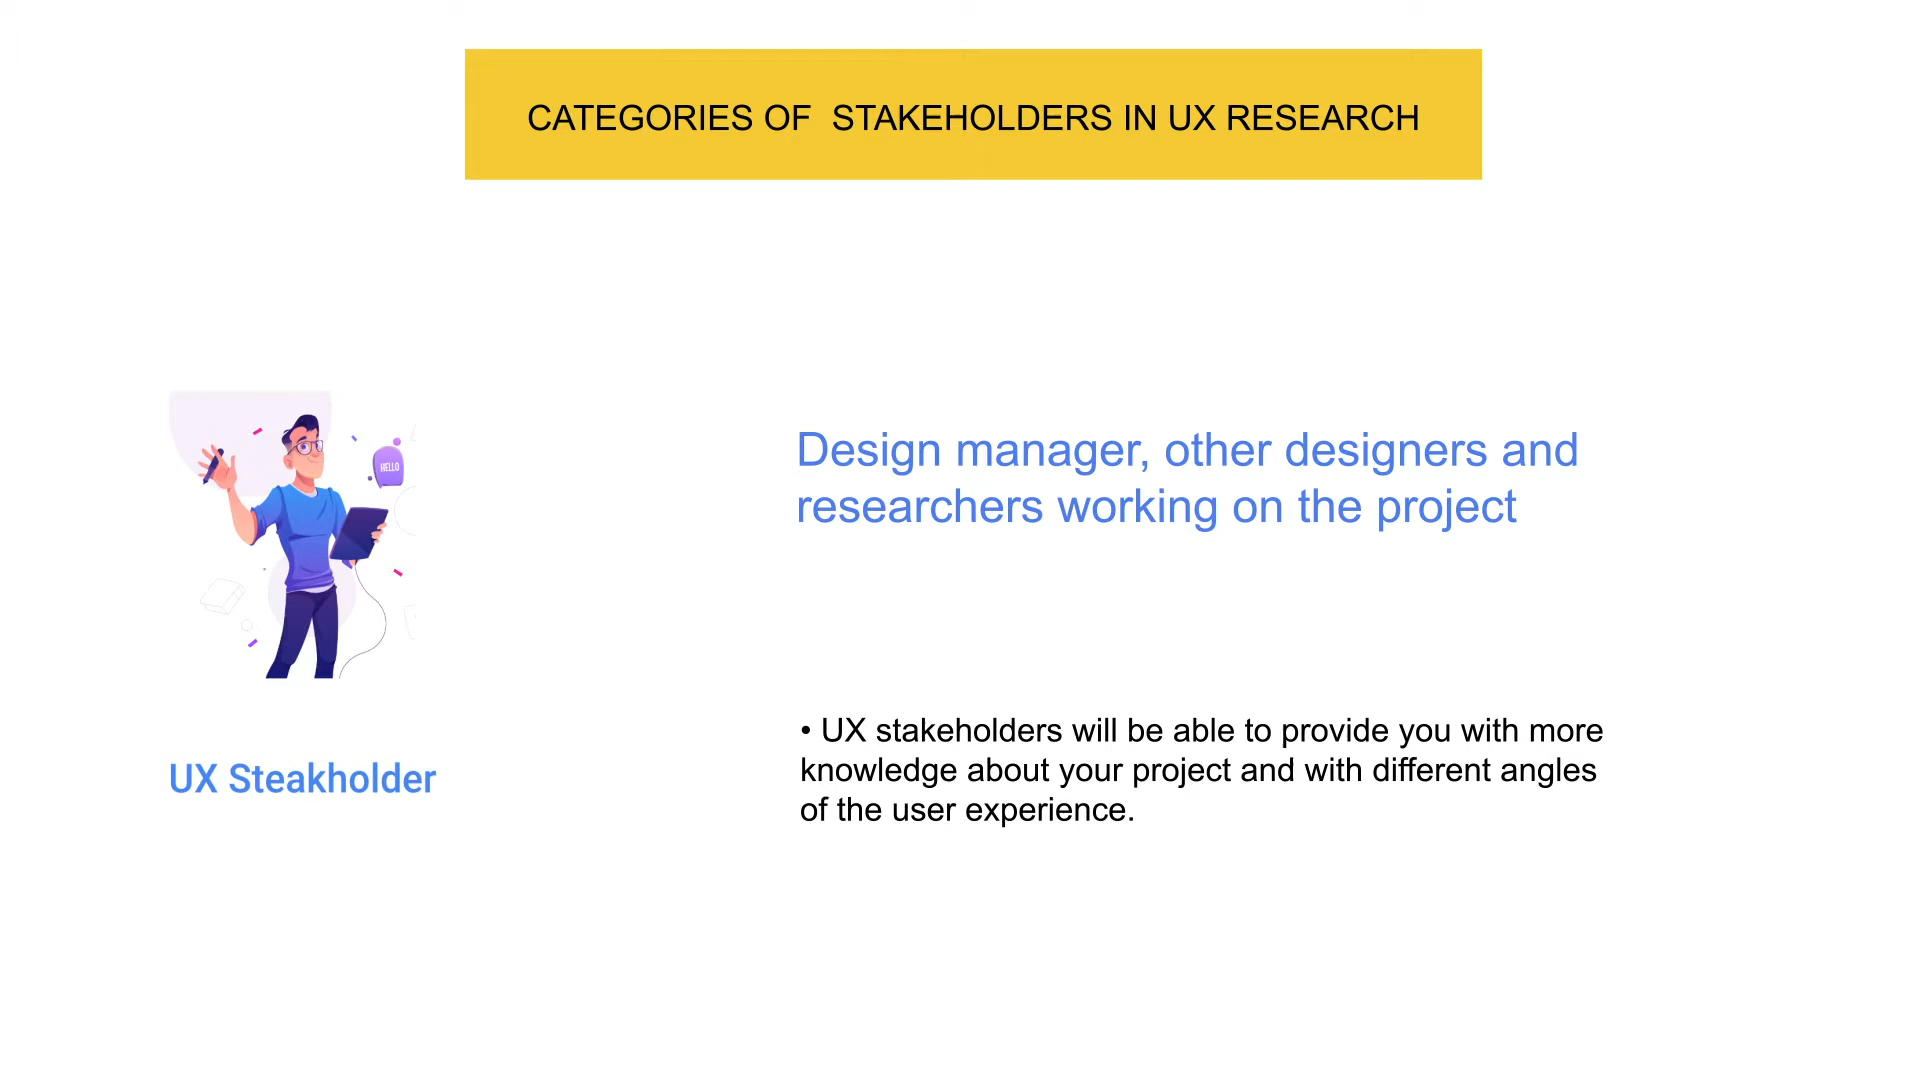 CATEGORIES OF  STAKEHOLDERS IN UX RESEARCH
HELLO
UX Steakholder
Design manager, other designers and
researchers working on the project
• UX stakeholders will be able to provide you with more
knowledge about your project and with different angles
of the user experience.